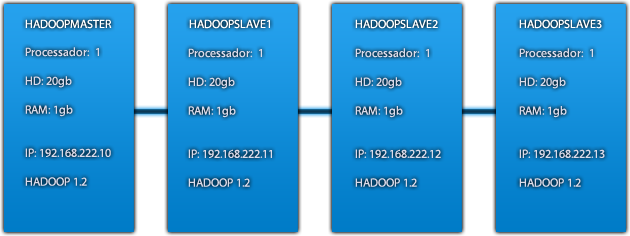 HADOOPMASTER
Processador: 1
HD: 20gb
RAM: 1gb
IP: 192.168.222.10
HADOOP 1.2
HADOOPSLAVE1
Processador: 1
HD: 20gb
RAM: 1gb
IP: 192.168.222.11
HADOOP 1.2
HADOOPSLAVE2
Processador: 1
HD: 20gb
RAM: 1gb
IP: 192.168.222.12
HADOOP 1.2
HADOOPSLAVE3
Processador: 1
HD: 20gb
RAM: 1gb
IP: 192.168.222.13
HADOOP 1.2